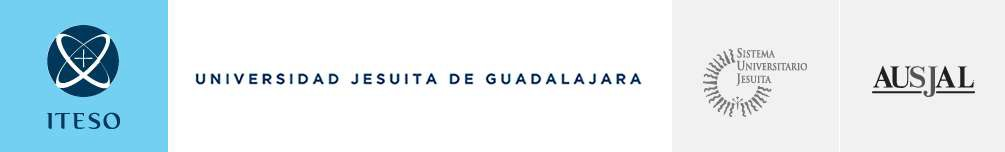 ITESO
UNIVERSIDAD JESUITA DE GUADALAJARA
SISTEMA
UNIVERSITARIO
JESUITA
AUSJAL